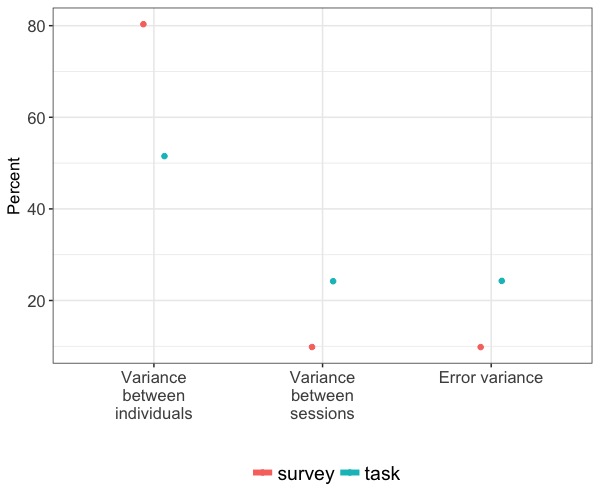 80
60
40
20
Percent
Variance
between
individuals
Variance
between
sessions
Error variance
survey task